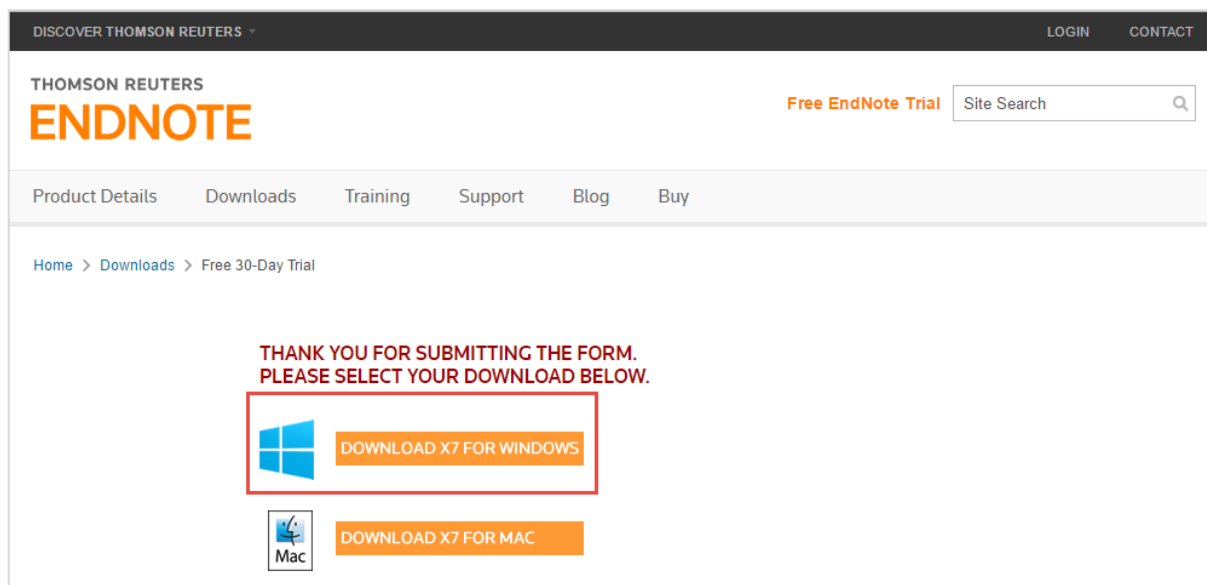 DISCOVER THOMSON REUTERS
LOGIN
CONTACT
THOMSON REUTERS
ENDNOTE
Free EndNote Trial
Site Search
Product Details
Downloads
Training
Support
Blog
Buy
Home > Downloads > Free 30-Day Trial
THANK YOU FOR SUBMITTING THE FORM.
PLEASE SELECT YOUR DOWNLOAD BELOW.
DOWNLOAD X7 FOR WINDOWS
Mac
DOWNLOAD X7 FOR MAC